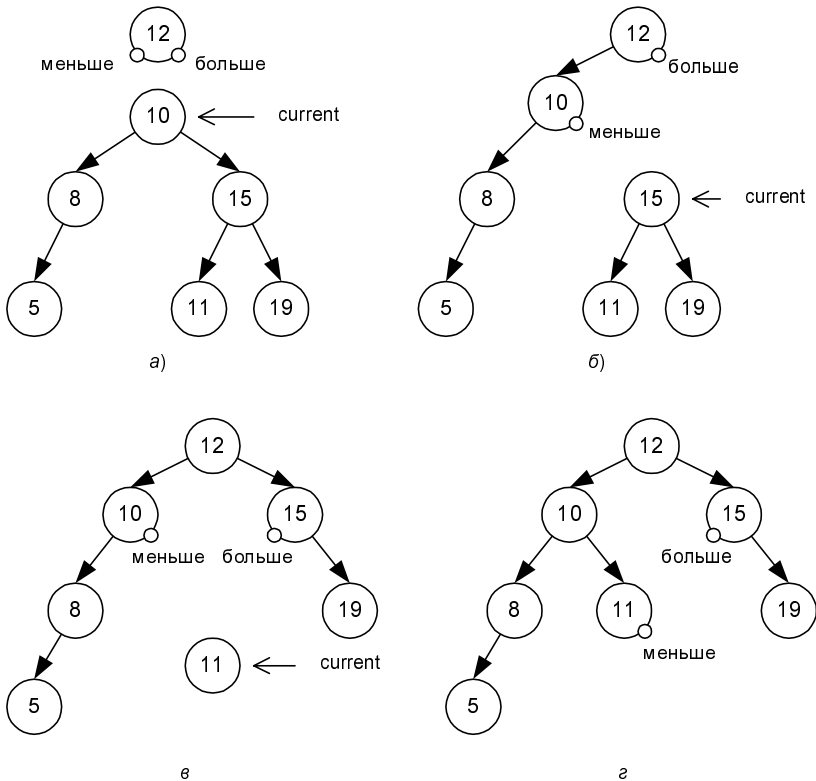 12
меньше больше
10 current
8 15
5 11 19
а)
12
больше
10
меньше
8 15 current
5 11 19
б)
12
10 15
меньше больше
8 19
11 current
5
в
12
10 15
больше
8 11 19
меньше
5
г